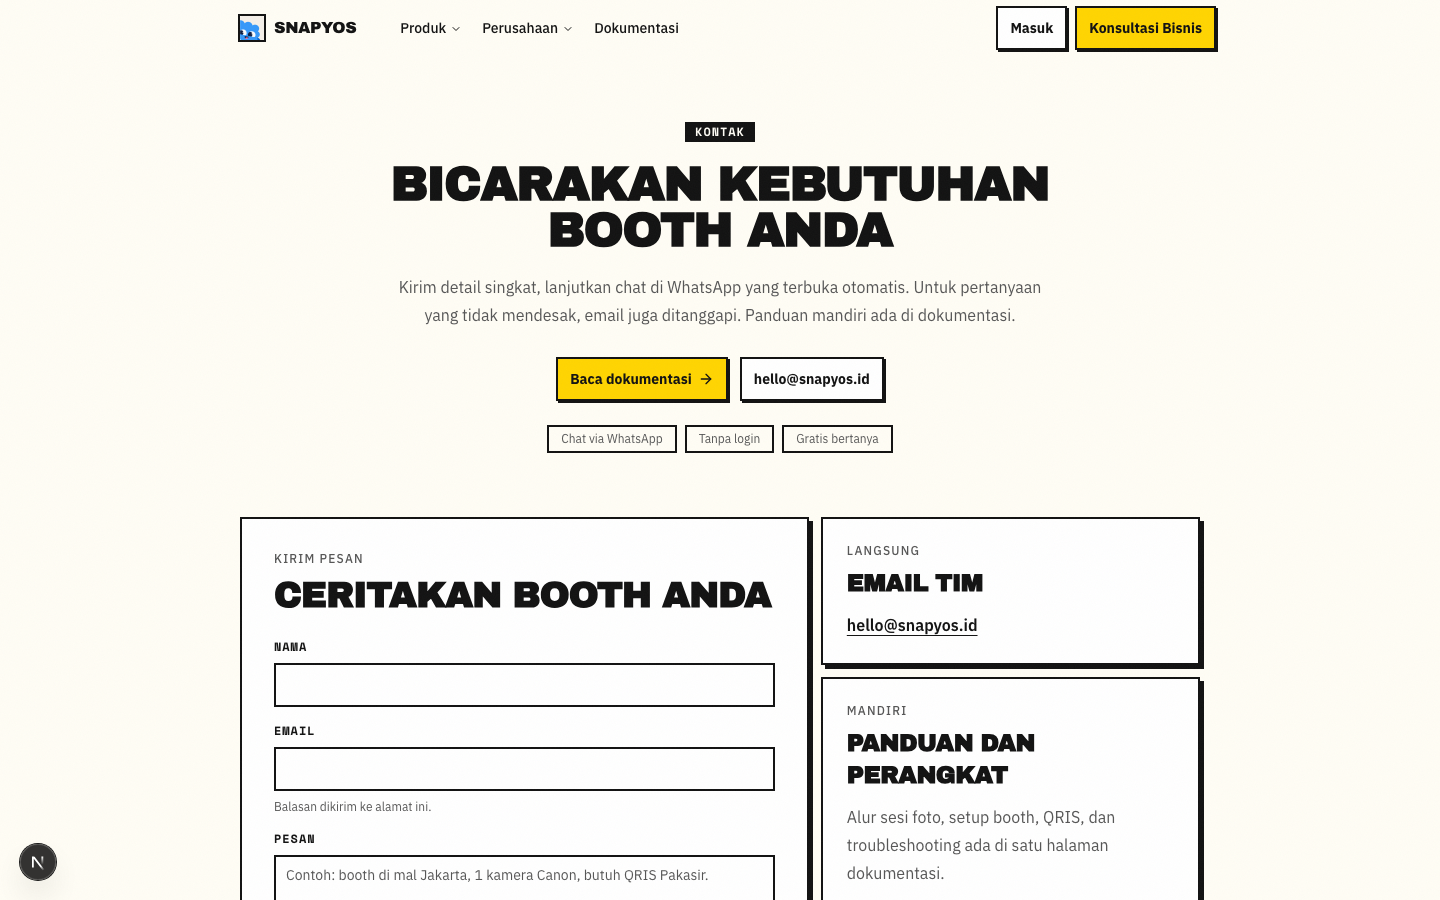 SNAPYOS
Produk
Perusahaan
Dokumentasi
Masuk
Konsultasi Bisnis
KONTAK
BICARAKAN KEBUTUHAN
BOOTH ANDA
Kirim detail singkat, lanjutkan chat di WhatsApp yang terbuka otomatis. Untuk pertanyaan
yang tidak mendesak, email juga ditanggapi. Panduan mandiri ada di dokumentasi.
Baca dokumentasi →
hello@snapyos.id
Chat via WhatsApp
Tanpa login
Gratis bertanya
KIRIM PESAN
CERITAKAN BOOTH ANDA
NAMA
EMAIL
Balasan dikirim ke alamat ini.
PESAN
Contoh: booth di mal Jakarta, 1 kamera Canon, butuh QRIS Pakasir.
LANGSUNG
EMAIL TIM
hello@snapyos.id
MANDIRI
PANDUAN DAN
PERANGKAT
Alur sesi foto, setup booth, QRIS, dan
troubleshooting ada di satu halaman
dokumentasi.
N